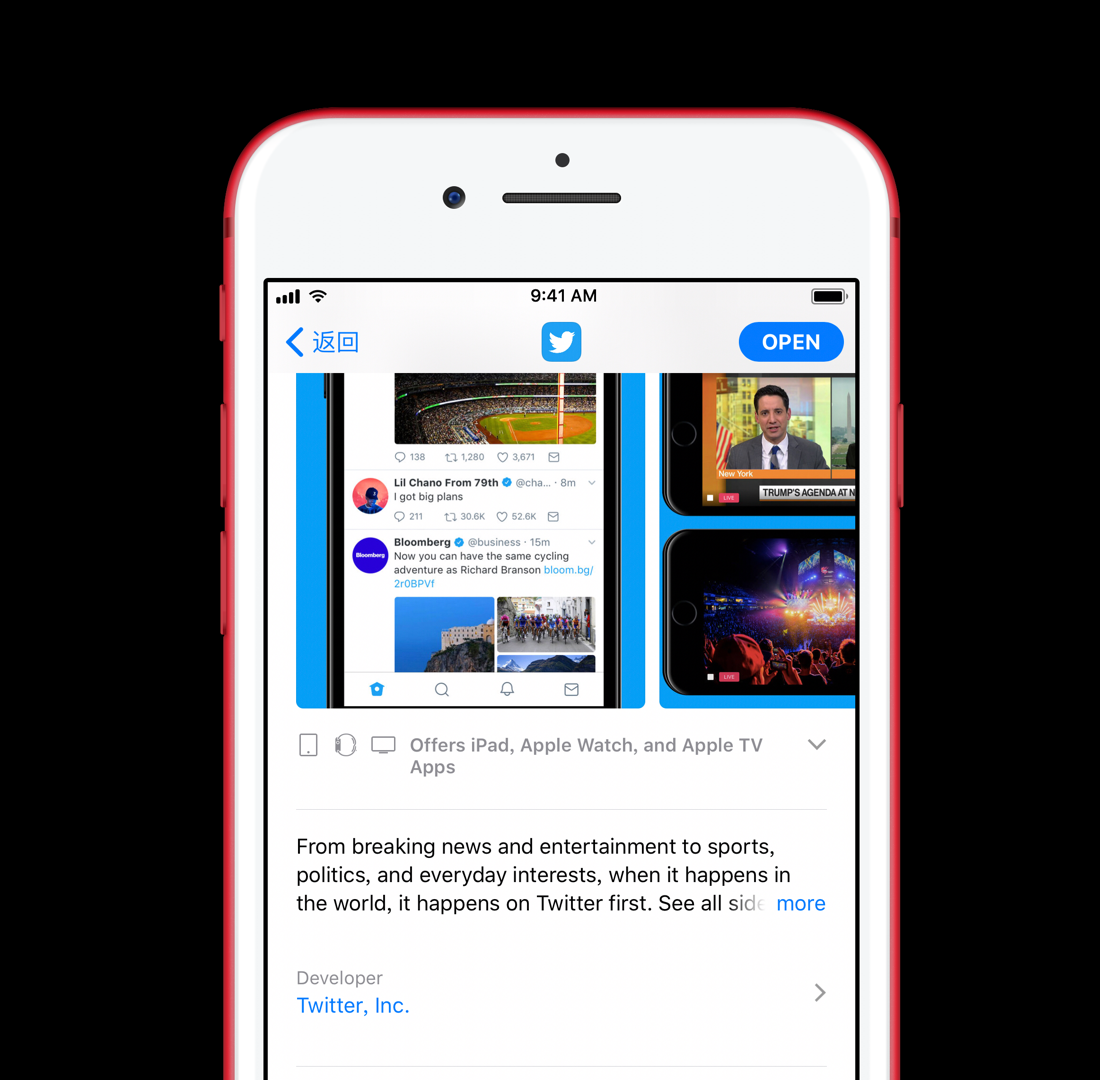 9:41 AM
返回
OPEN
138
1,280
3,671
Lil Chano From 79th @cha... · 8m
I got big plans
211
30.6K
52.6K
Bloomberg
Bloomberg @business · 15m
Now you can have the same cycling
adventure as Richard Branson bloom.bg/
2r0BPVf
New York
LIVE
TRUMP'S AGENDA AT N
LIVE
Offers iPad, Apple Watch, and Apple TV
Apps
From breaking news and entertainment to sports,
politics, and everyday interests, when it happens in
the world, it happens on Twitter first. See all side more
Developer
Twitter, Inc.